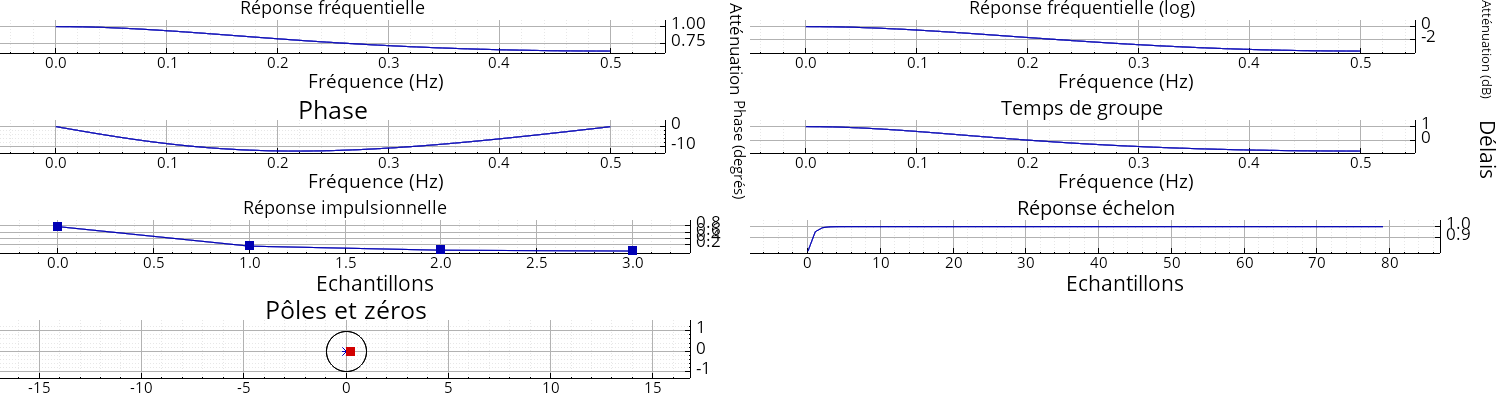 Réponse fréquentielle
1.00
0.75
0.0 0.1 0.2 0.3 0.4 0.5
Fréquence (Hz)
Atténuation
Réponse fréquentielle (log)
0
-2
0.0 0.1 0.2 0.3 0.4 0.5
Fréquence (Hz)
Atténuation (dB)
Phase
0
-10
0.0 0.1 0.2 0.3 0.4 0.5
Fréquence (Hz)
Phase (degrés)
Temps de groupe
1
0
0.0 0.1 0.2 0.3 0.4 0.5
Fréquence (Hz)
Délais
Réponse impulsionnelle
0.8
0.2
0.0 0.5 1.0 1.5 2.0 2.5 3.0
Echantillons
Réponse échelon
1.0
0.9
0 10 20 30 40 50 60 70 80
Echantillons
Pôles et zéros
1
0
-1
-15 -10 -5 0 5 10 15